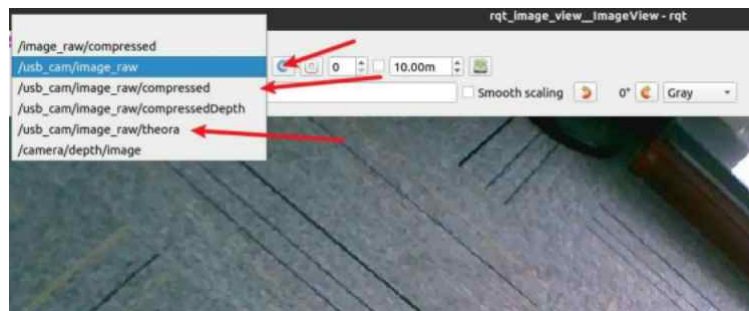 rqt_image_view__ImageView - rqt
/image_raw/compressed
/usb_cam/image_raw
0 10.00m
/usb_cam/image_raw/compressed
Smooth scaling 0° Gray
/usb_cam/image_raw/compressedDepth
/usb_cam/image_raw/theora
/camera/depth/image